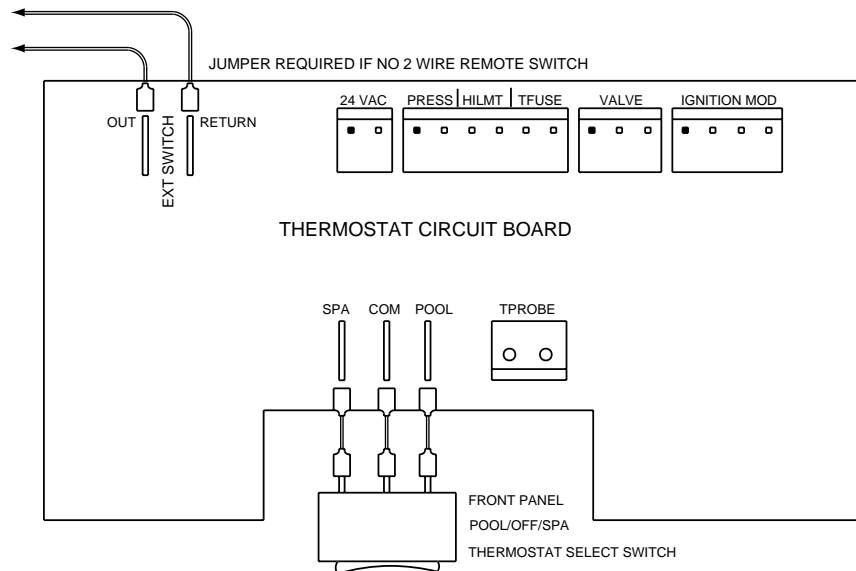 JUMPER REQUIRED IF NO 2 WIRE REMOTE SWITCH
24 VAC PRESS HILMT TFUSE VALVE IGNITION MOD
OUT EXT SWITCH RETURN
THERMOSTAT CIRCUIT BOARD
SPA COM POOL TPROBE
FRONT PANEL
POOL/OFF/SPA
THERMOSTAT SELECT SWITCH